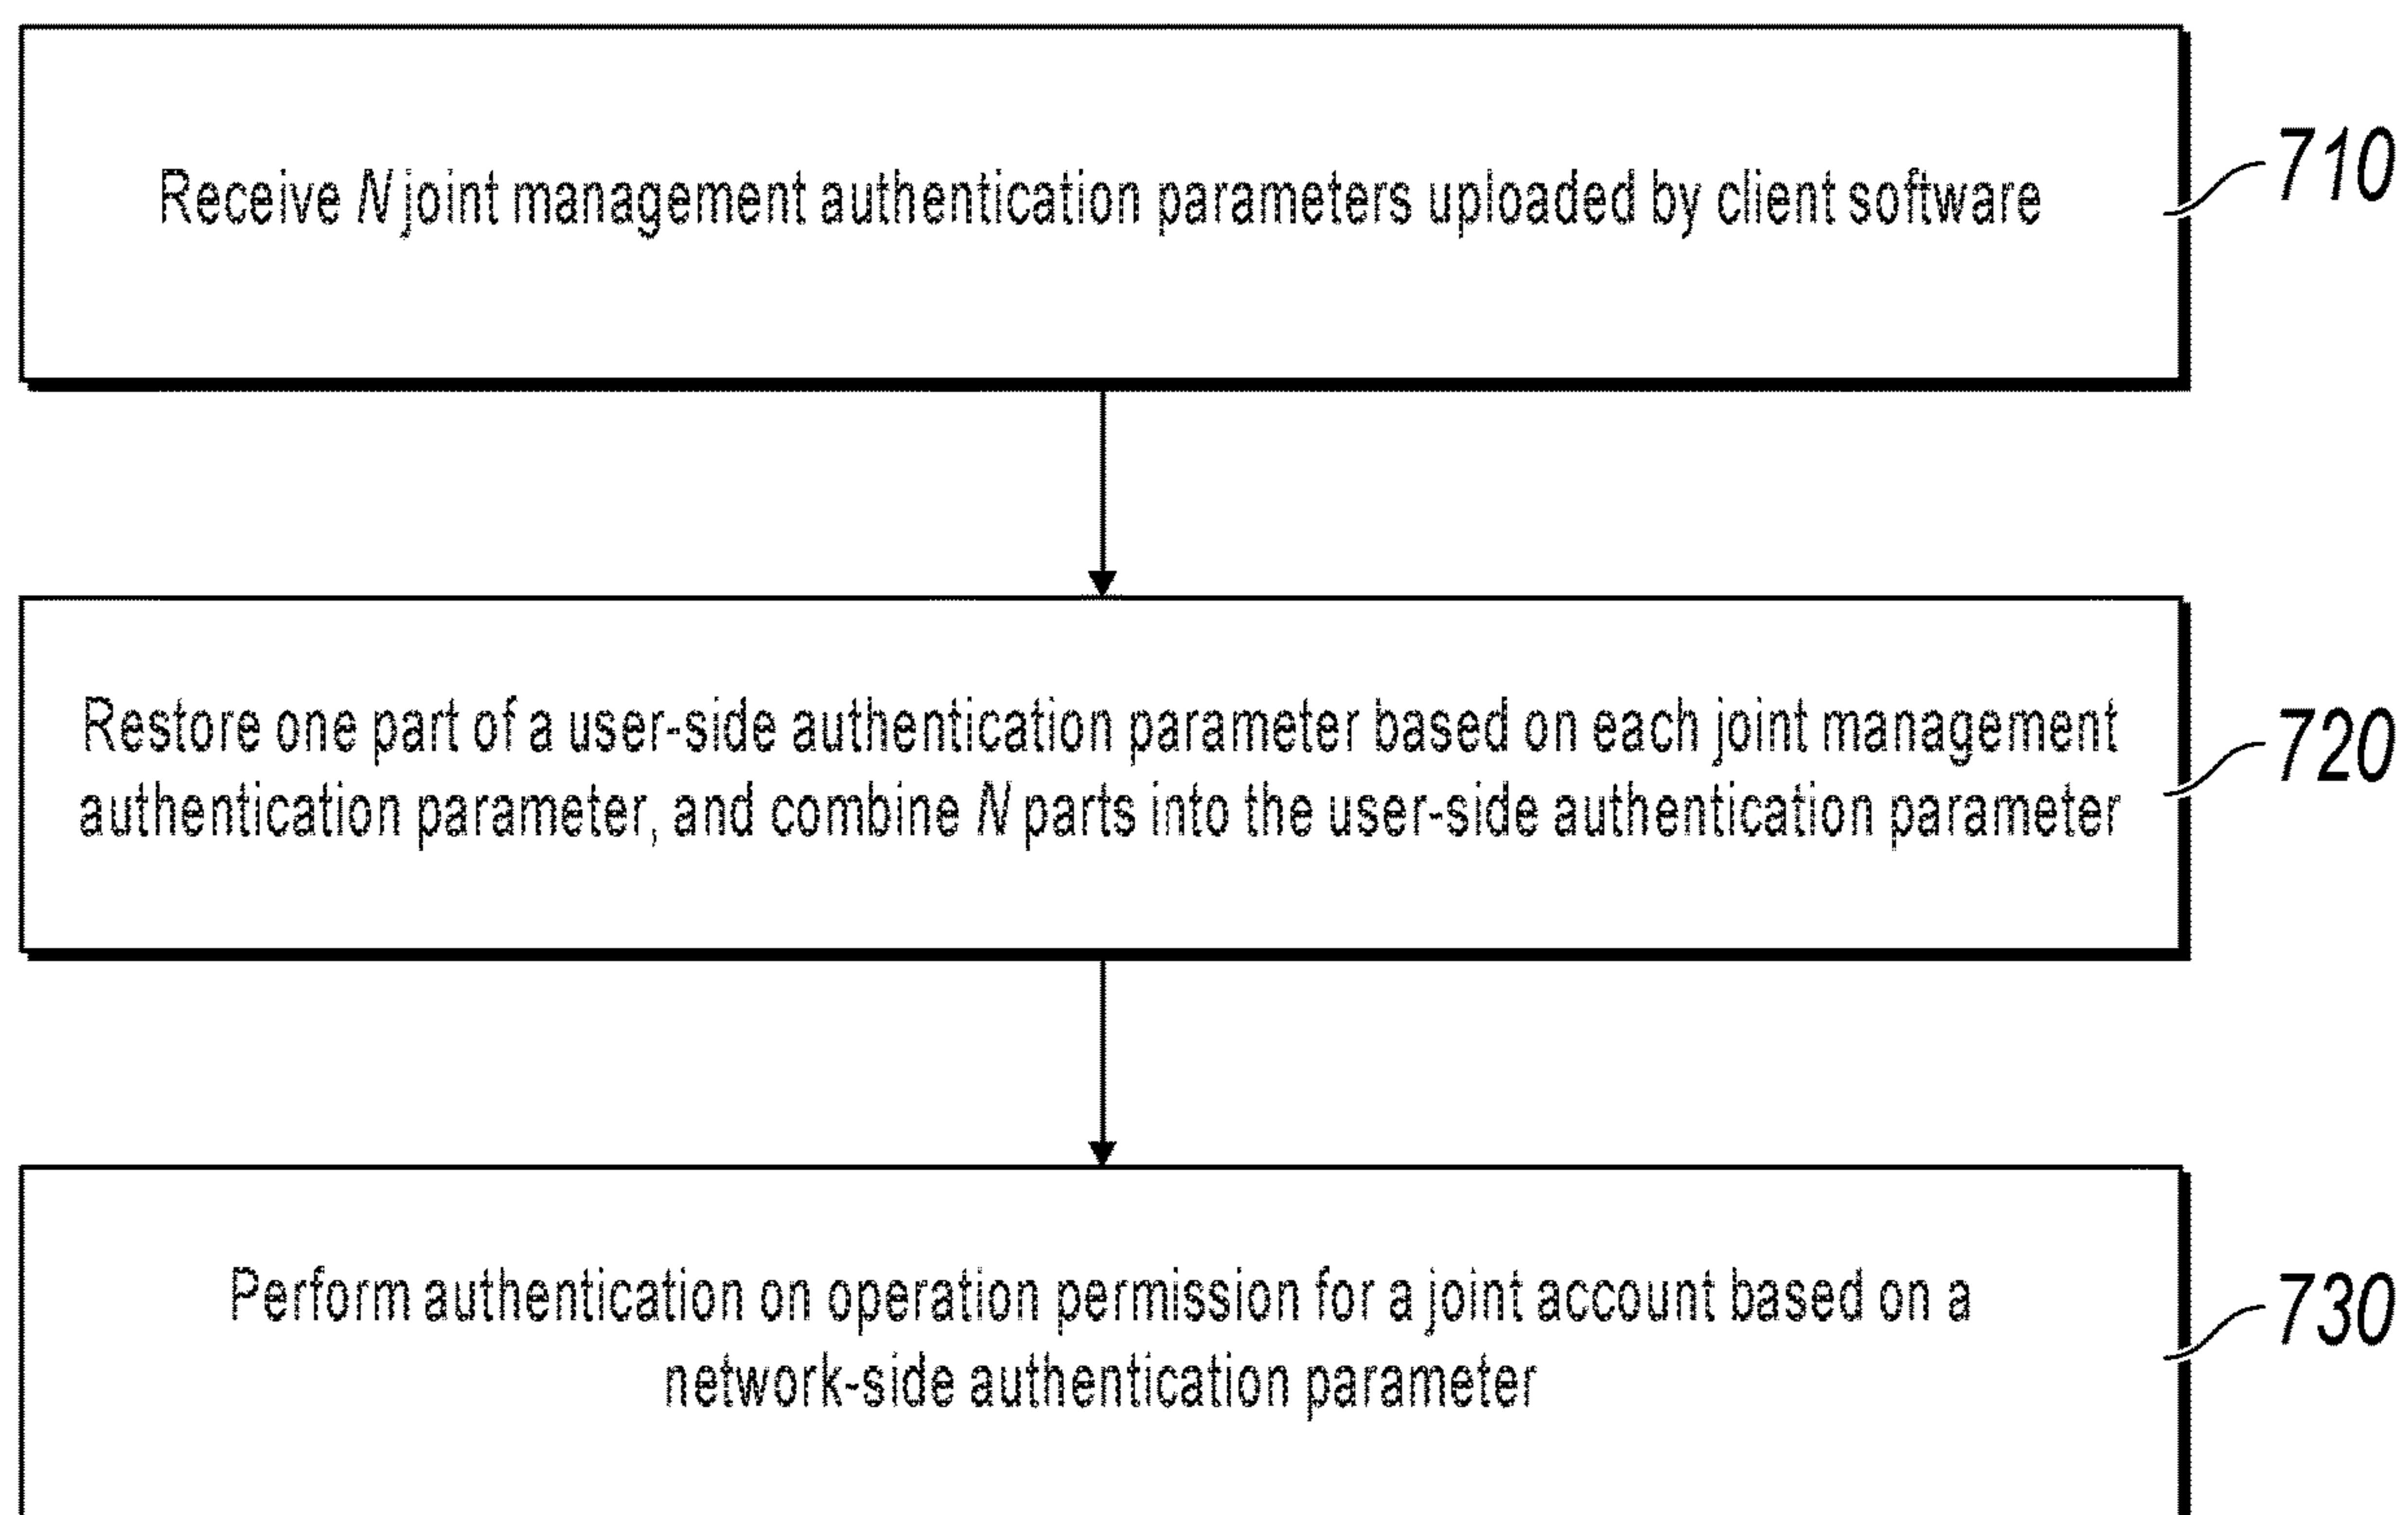 Receive N joint management authentication parameters uploaded by client software
710
Restore one part of a user-side authentication parameter based on each joint management
authentication parameter, and combine N parts into the user-side authentication parameter
720
Perform authentication on operation permission for a joint account based on a
network-side authentication parameter
730